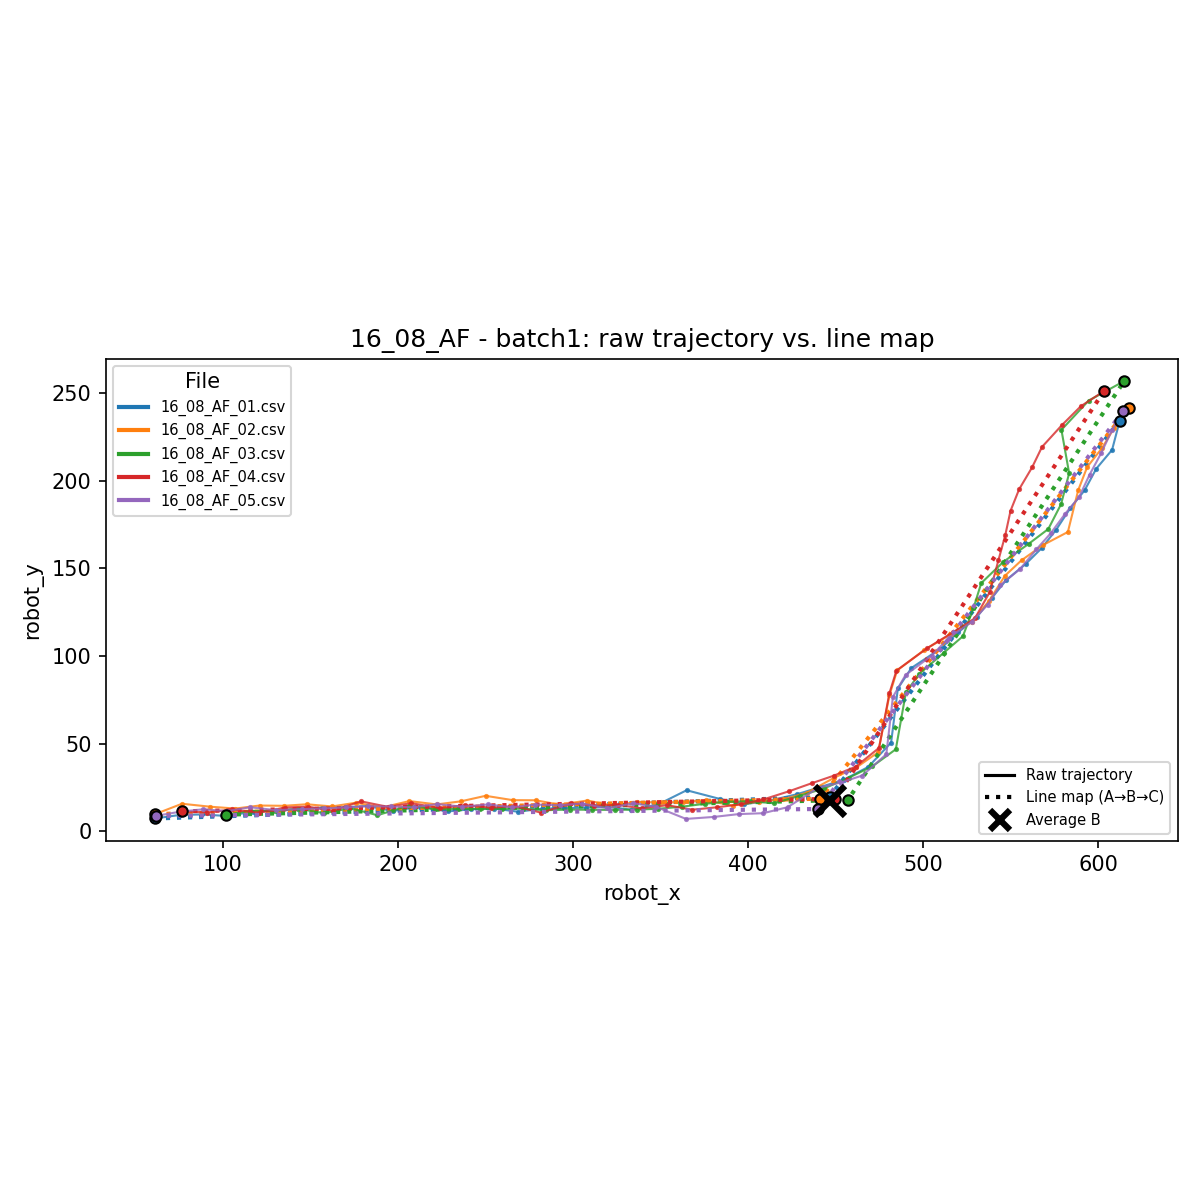 16_08_AF - batch1: raw trajectory vs. line map
File
16_08_AF_01.csv
16_08_AF_02.csv
16_08_AF_03.csv
16_08_AF_04.csv
16_08_AF_05.csv
250
200
150
100
50
0
robot_y
Raw trajectory
Line map (A→B→C)
Average B
100
200
300
400
500
600
robot_x